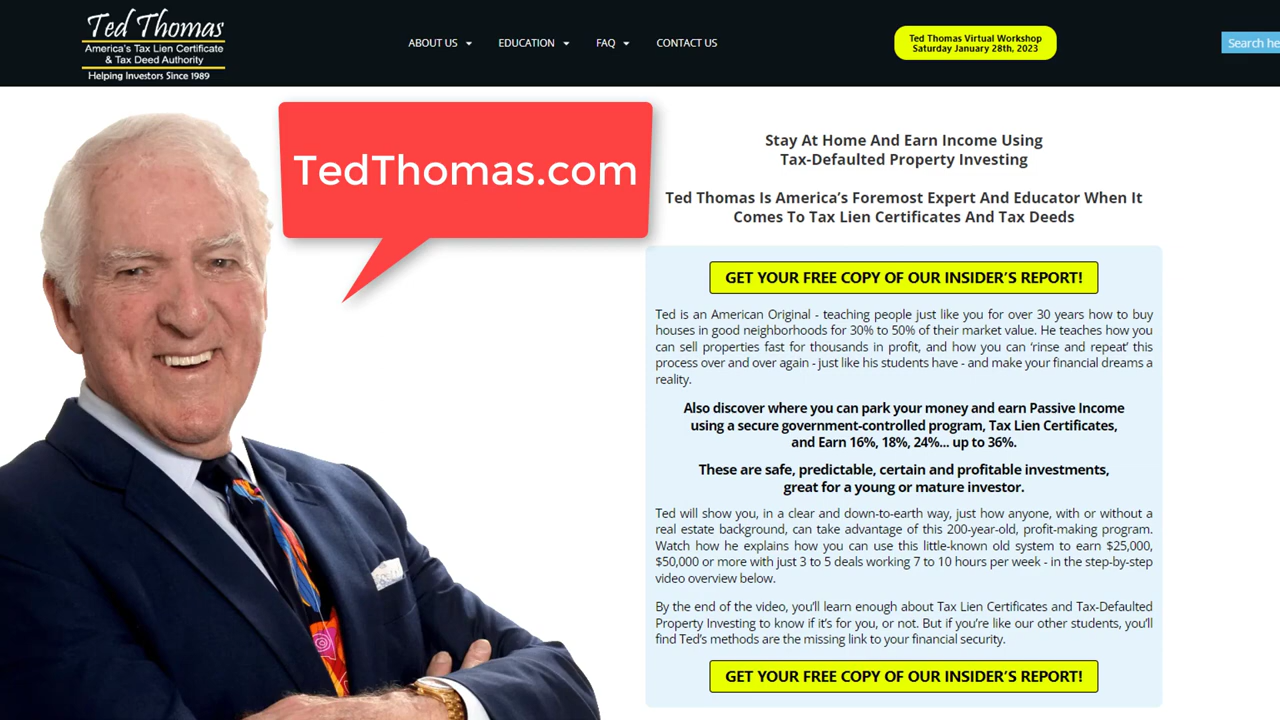 Ted Thomas
America's Tax Lien Certificate
& Tax Deed Authority
Helping Investors Since 1989
ABOUT US
EDUCATION
FAQ
CONTACT US
Ted Thomas Virtual Workshop
Saturday January 28th, 2023
Search he
TedThomas.com
Stay At Home And Earn Income Using
Tax-Defaulted Property Investing
Ted Thomas Is America’s Foremost Expert And Educator When It
Comes To Tax Lien Certificates And Tax Deeds
GET YOUR FREE COPY OF OUR INSIDER’S REPORT!
Ted is an American Original - teaching people just like you for over 30 years how to buy
houses in good neighborhoods for 30% to 50% of their market value. He teaches how you
can sell properties fast for thousands in profit, and how you can ‘rinse and repeat’ this
process over and over again - just like his students have - and make your financial dreams a
reality.
Also discover where you can park your money and earn Passive Income
using a secure government-controlled program, Tax Lien Certificates,
and Earn 16%, 18%, 24%... up to 36%.
These are safe, predictable, certain and profitable investments,
great for a young or mature investor.
Ted will show you, in a clear and down-to-earth way, just how anyone, with or without a
real estate background, can take advantage of this 200-year-old, profit-making program.
Watch how he explains how you can use this little-known old system to earn $25,000,
$50,000 or more with just 3 to 5 deals working 7 to 10 hours per week - in the step-by-step
video overview below.
By the end of the video, you’ll learn enough about Tax Lien Certificates and Tax-Defaulted
Property Investing to know if it’s for you, or not. But if you’re like our other students, you’ll
find Ted’s methods are the missing link to your financial security.
GET YOUR FREE COPY OF OUR INSIDER’S REPORT!